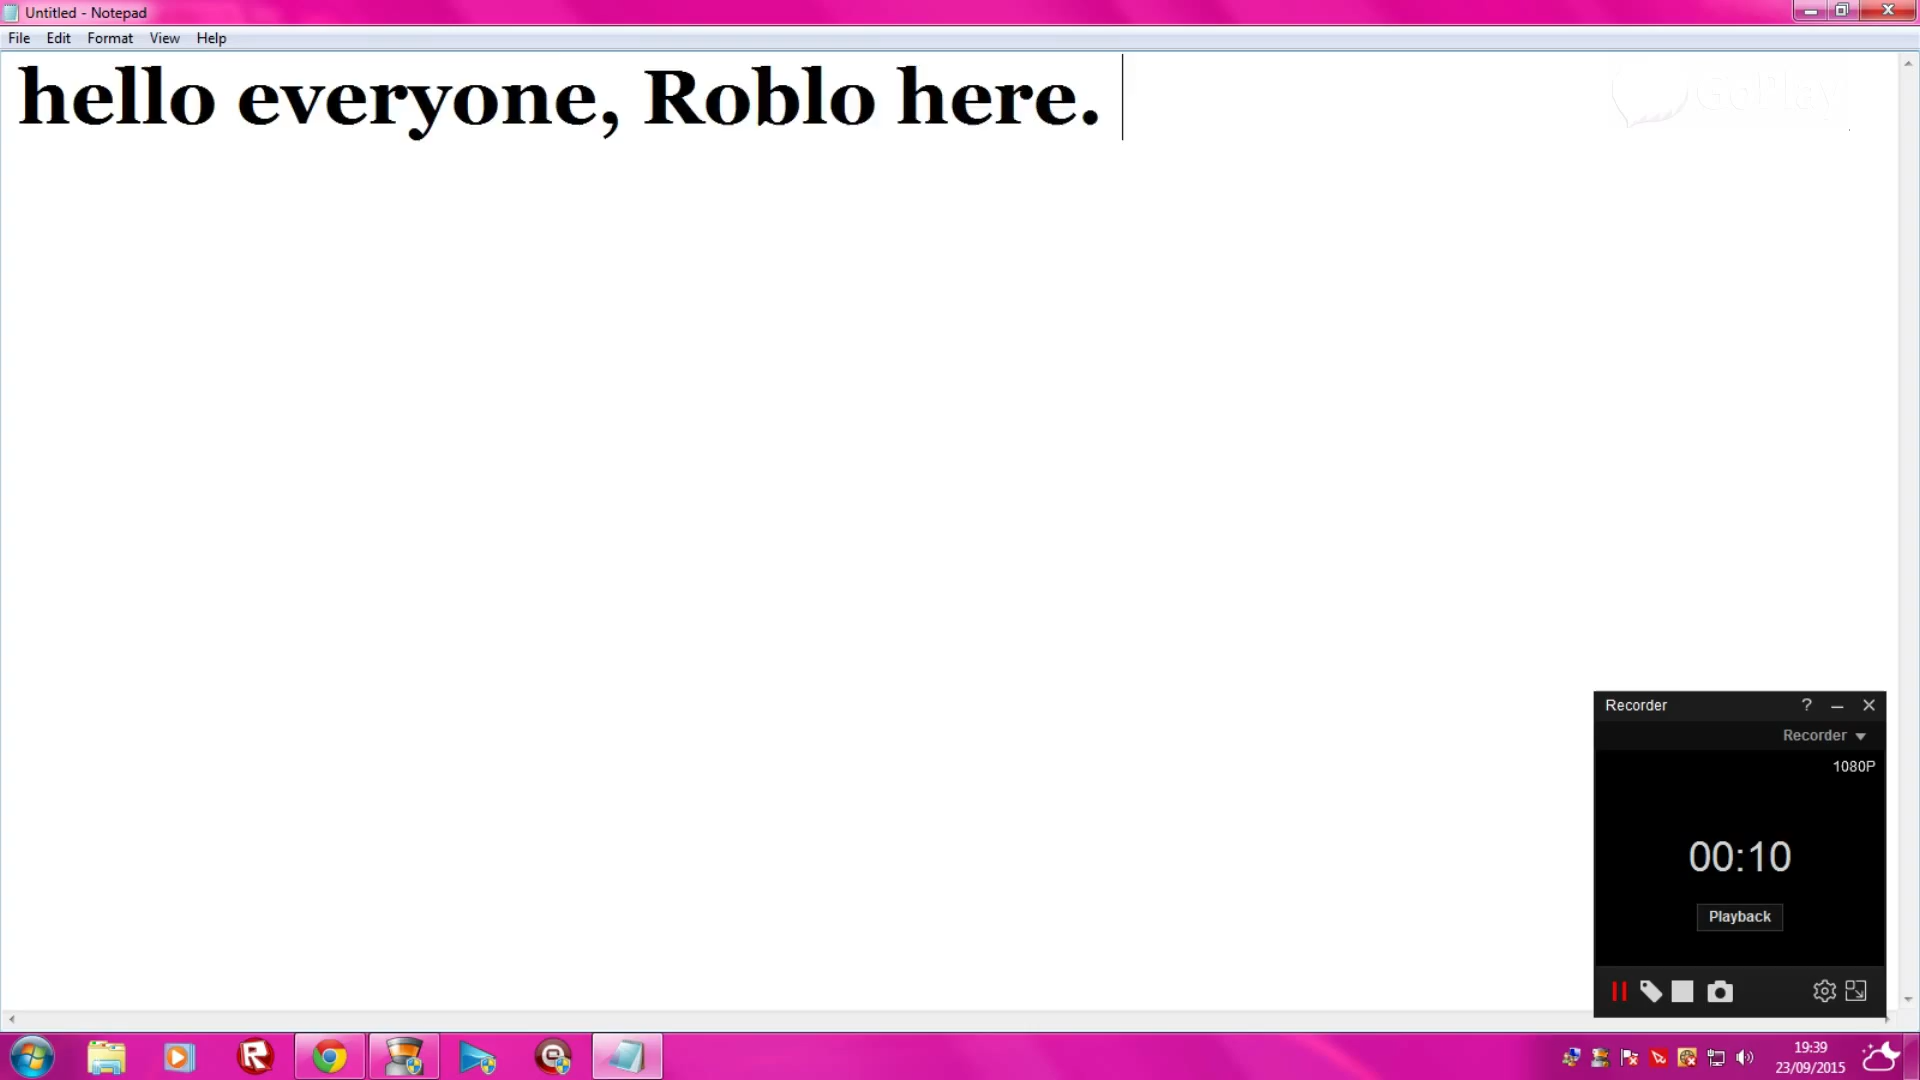 Untitled - Notepad
File Edit Format View Help
hello everyone, Roblo here.
GoPlay
Recorder ?
Recorder
1080P
00:10
Playback
19:39
23/09/2015